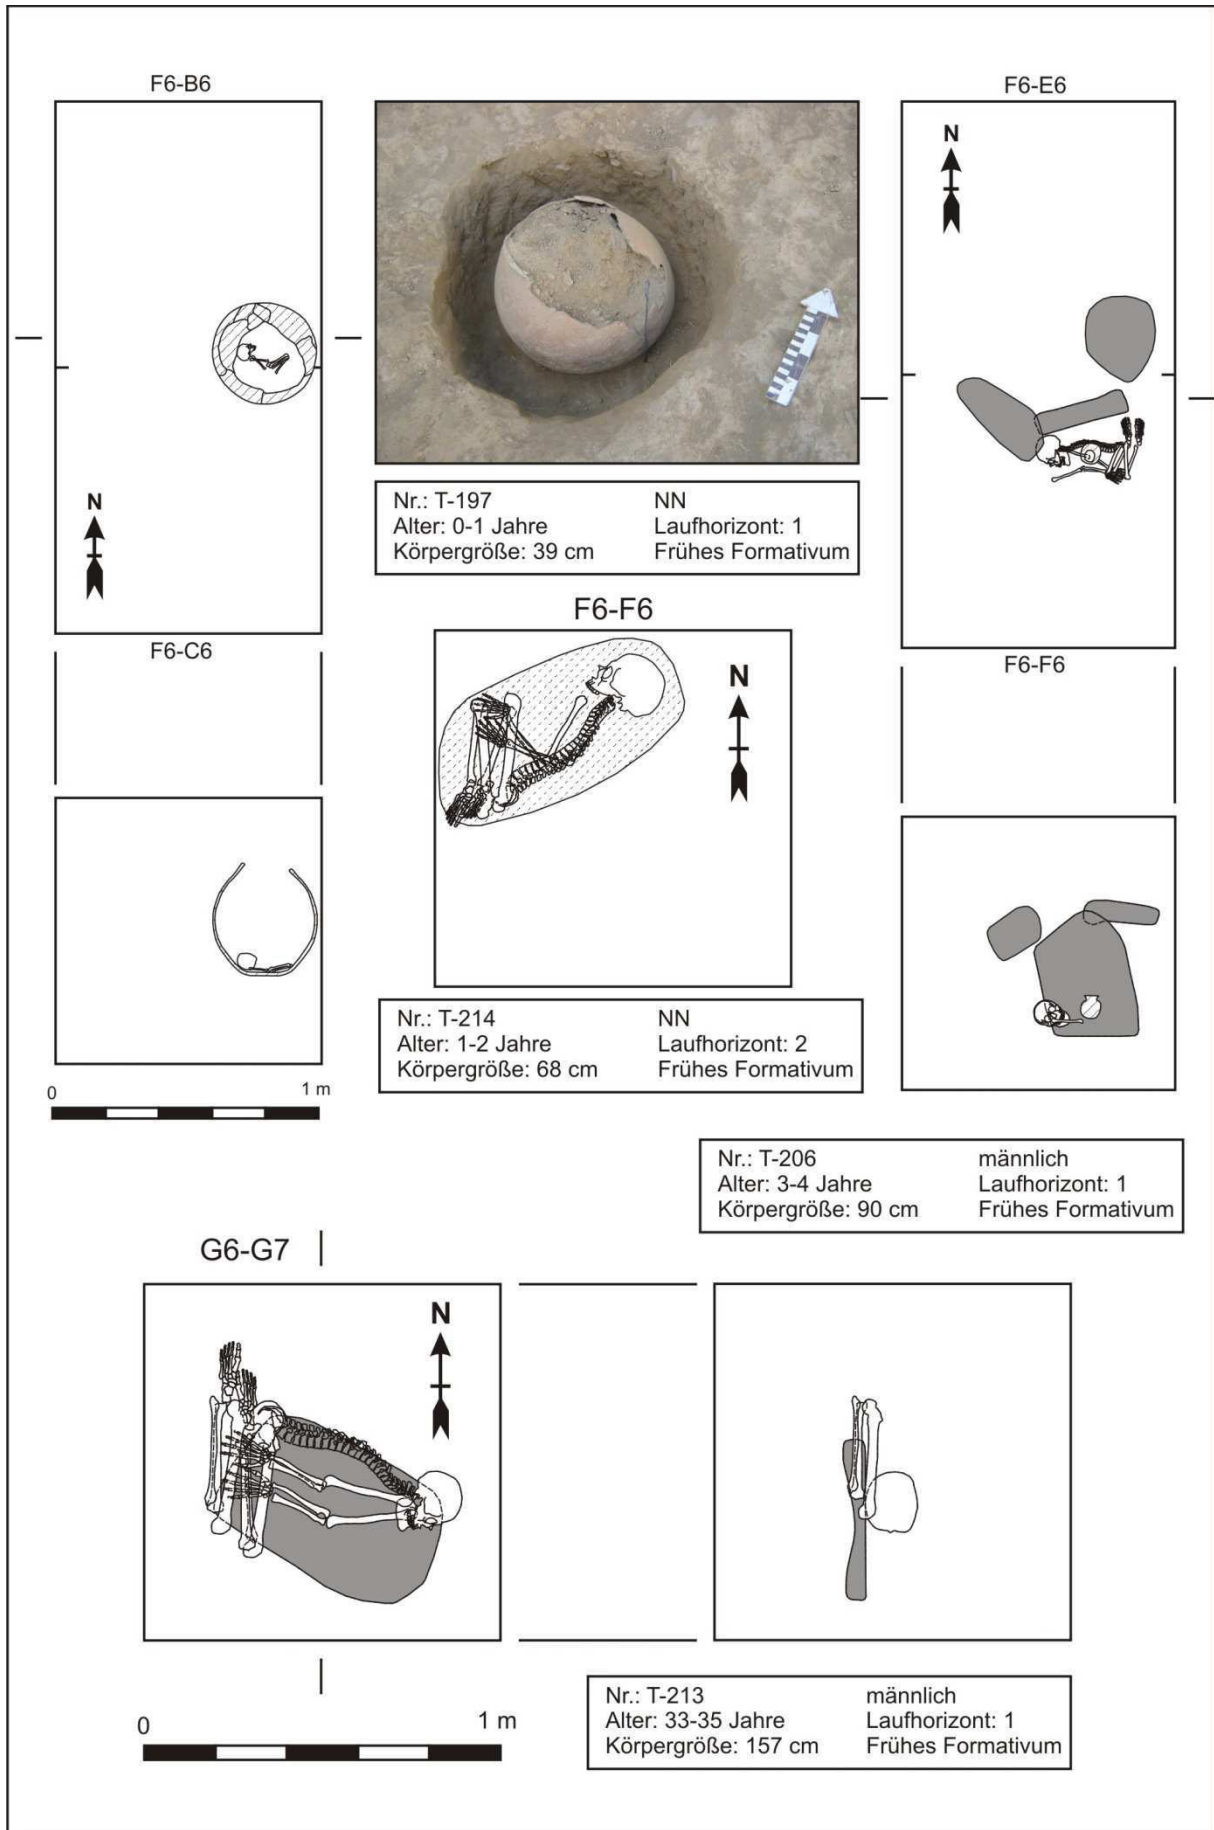 F6-B6
F6-E6
N
N
Nr.: T-197 NN
Alter: 0-1 Jahre Laufhorizont: 1
Körpergröße: 39 cm Frühes Formativum
F6-C6
F6-F6
F6-F6
N
Nr.: T-214 NN
Alter: 1-2 Jahre Laufhorizont: 2
Körpergröße: 68 cm Frühes Formativum
0 1 m
Nr.: T-206 männlich
Alter: 3-4 Jahre Laufhorizont: 1
Körpergröße: 90 cm Frühes Formativum
G6-G7
N
Nr.: T-213 männlich
Alter: 33-35 Jahre Laufhorizont: 1
Körpergröße: 157 cm Frühes Formativum
0 1 m